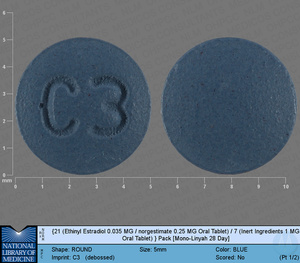 6
5
4
3
2
1
0
mm
C3
1 2 3 4 5 6 7 8 9 10
NATIONAL
LIBRARY OF
MEDICINE
{21 (Ethinyl Estradiol 0.035 MG / norgestimate 0.25 MG Oral Tablet) / 7 (Inert Ingredients 1 MG
Oral Tablet) } Pack [Mono-Linyah 28 Day]
Shape: ROUND Size: 5mm Color: BLUE
Imprint: C3 (debossed) Scored: No (Pt 1/2)